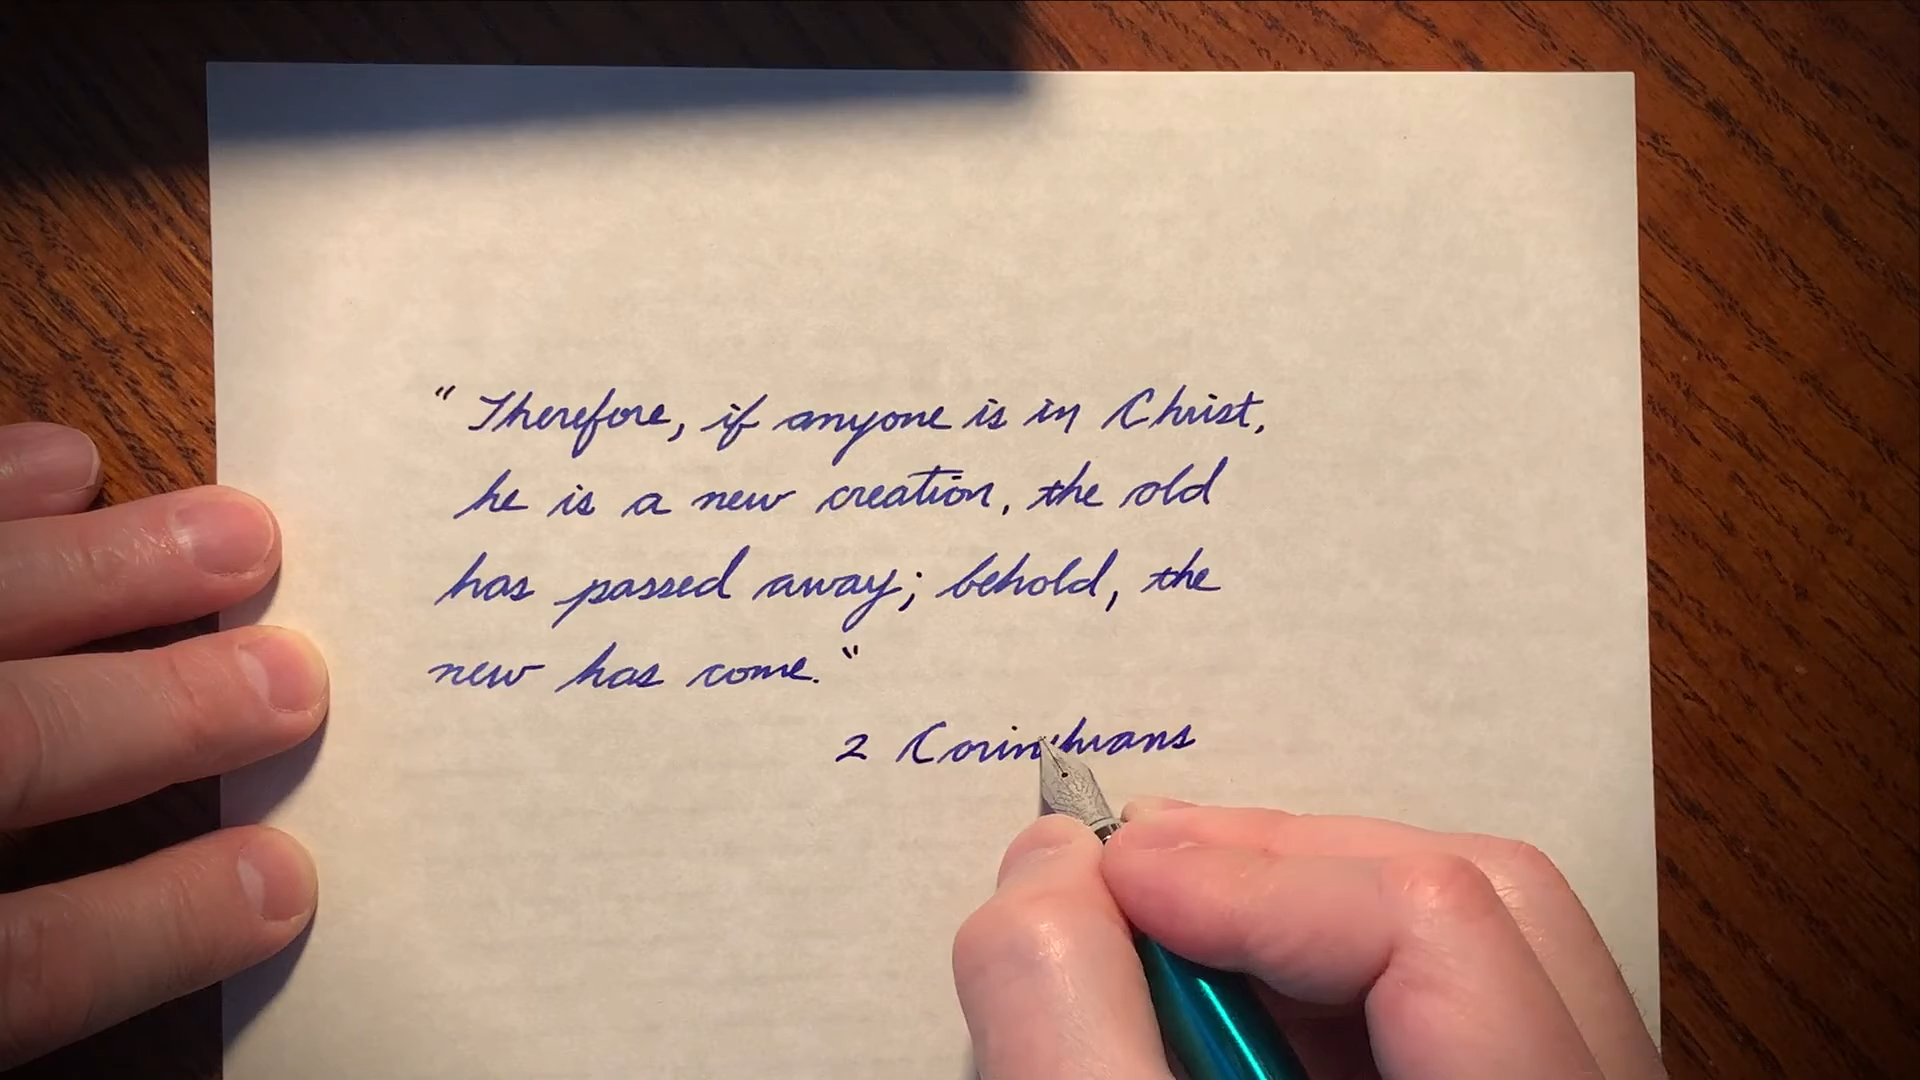 "Therefore, if anyone is in Christ,
he is a new creation, the old
has passed away; behold, the
new has come."
2 Corinthians